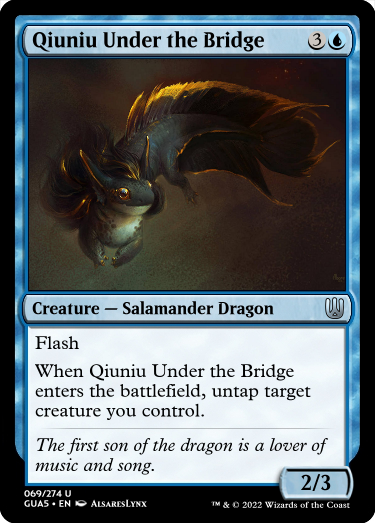 Qiuniu Under the Bridge 3
Creature — Salamander Dragon
Flash
When Qiuniu Under the Bridge
enters the battlefield, untap target
creature you control.
The first son of the dragon is a lover of
music and song.
2/3
069/274 U
GUA5 • EN AlsaresLynx
™ & © 2022 Wizards of the Coast